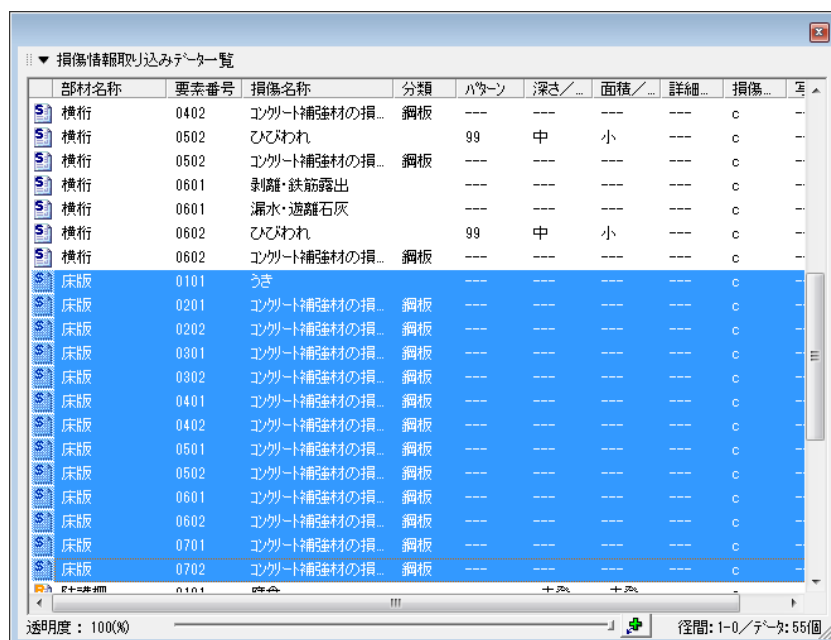 ▼ 損傷情報取り込みデータ一覧
部材名称 要素番号 損傷名称 分類 パターン 深さ/... 面積/... 詳細... 損傷...
S 横桁 0402 コンクリート補強材の損... 鋼板 --- --- --- --- c
S 横桁 0502 ひびわれ 99 中 小 --- c
S 横桁 0502 コンクリート補強材の損... 鋼板 --- --- --- --- c
S 横桁 0601 剥離・鉄筋露出 --- --- --- --- c
S 横桁 0601 漏水・遊離石灰 --- --- --- --- c
S 横桁 0602 ひびわれ 99 中 小 --- c
S 横桁 0602 コンクリート補強材の損... 鋼板 --- --- --- --- c
S 床版 0101 うき --- --- --- --- c
S 床版 0201 コンクリート補強材の損... 鋼板 --- --- --- --- c
S 床版 0202 コンクリート補強材の損... 鋼板 --- --- --- --- c
S 床版 0301 コンクリート補強材の損... 鋼板 --- --- --- --- c
S 床版 0302 コンクリート補強材の損... 鋼板 --- --- --- --- c
S 床版 0401 コンクリート補強材の損... 鋼板 --- --- --- --- c
S 床版 0402 コンクリート補強材の損... 鋼板 --- --- --- --- c
S 床版 0501 コンクリート補強材の損... 鋼板 --- --- --- --- c
S 床版 0502 コンクリート補強材の損... 鋼板 --- --- --- --- c
S 床版 0601 コンクリート補強材の損... 鋼板 --- --- --- --- c
S 床版 0602 コンクリート補強材の損... 鋼板 --- --- --- --- c
S 床版 0701 コンクリート補強材の損... 鋼板 --- --- --- --- c
S 床版 0702 コンクリート補強材の損... 鋼板 --- --- --- --- c
透明度: 100(%) 径間:1-0/データ:55個